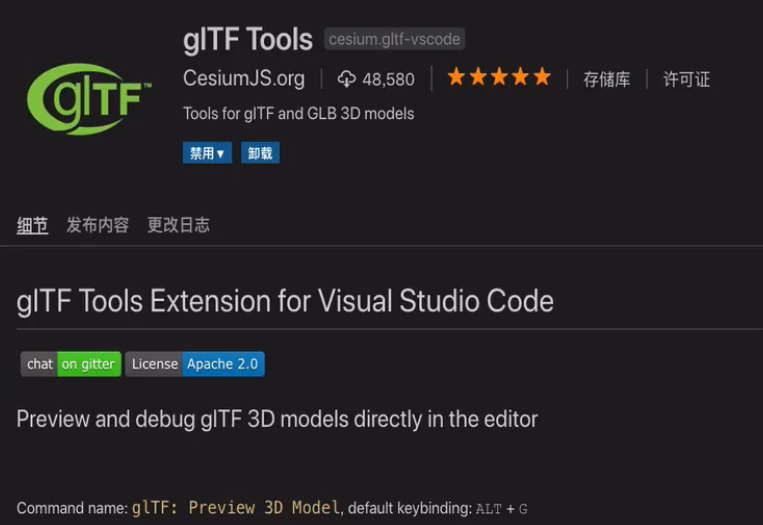 glTF Tools cesium.gltf-vscode
glTF™
CesiumJS.org 48,580 存储库 许可证
Tools for glTF and GLB 3D models
禁用▾ 卸载
细节 发布内容 更改日志
glTF Tools Extension for Visual Studio Code
chat on gitter License Apache 2.0
Preview and debug glTF 3D models directly in the editor
Command name: glTF: Preview 3D Model, default keybinding: ALT + G